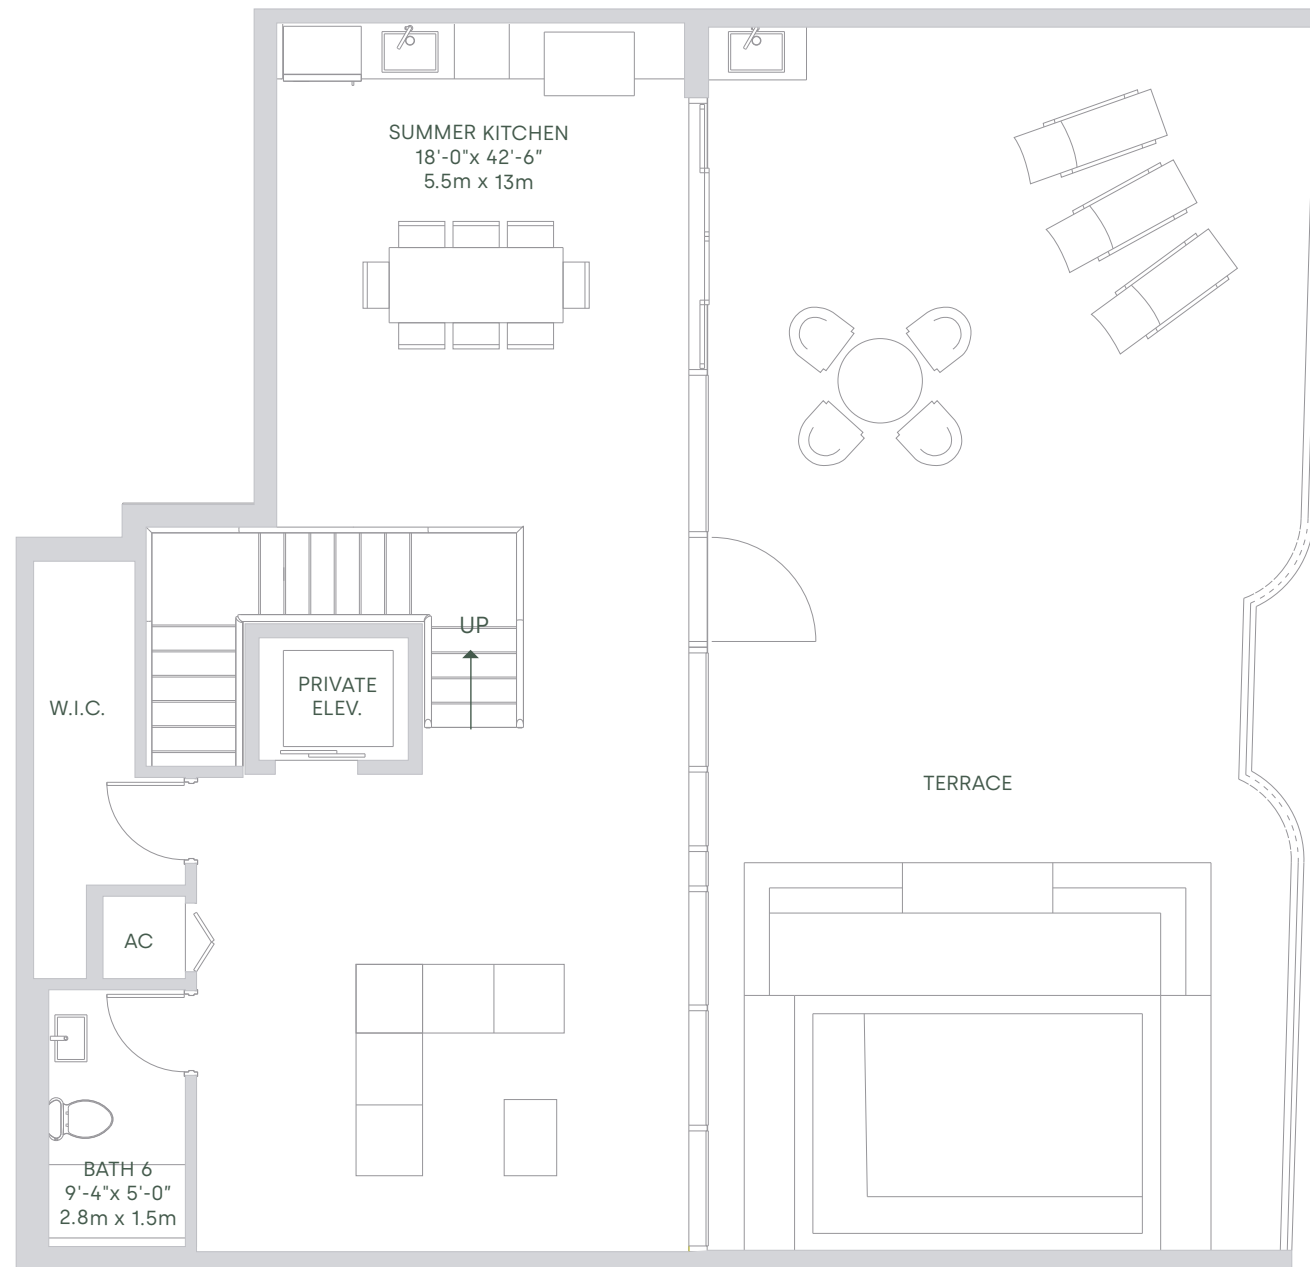 SUMMER KITCHEN
18'-0"x 42'-6"
5.5m x 13m
UP
PRIVATE
ELEV.
W.I.C.
TERRACE
AC
BATH 6
9'-4"x 5'-0"
2.8m x 1.5m